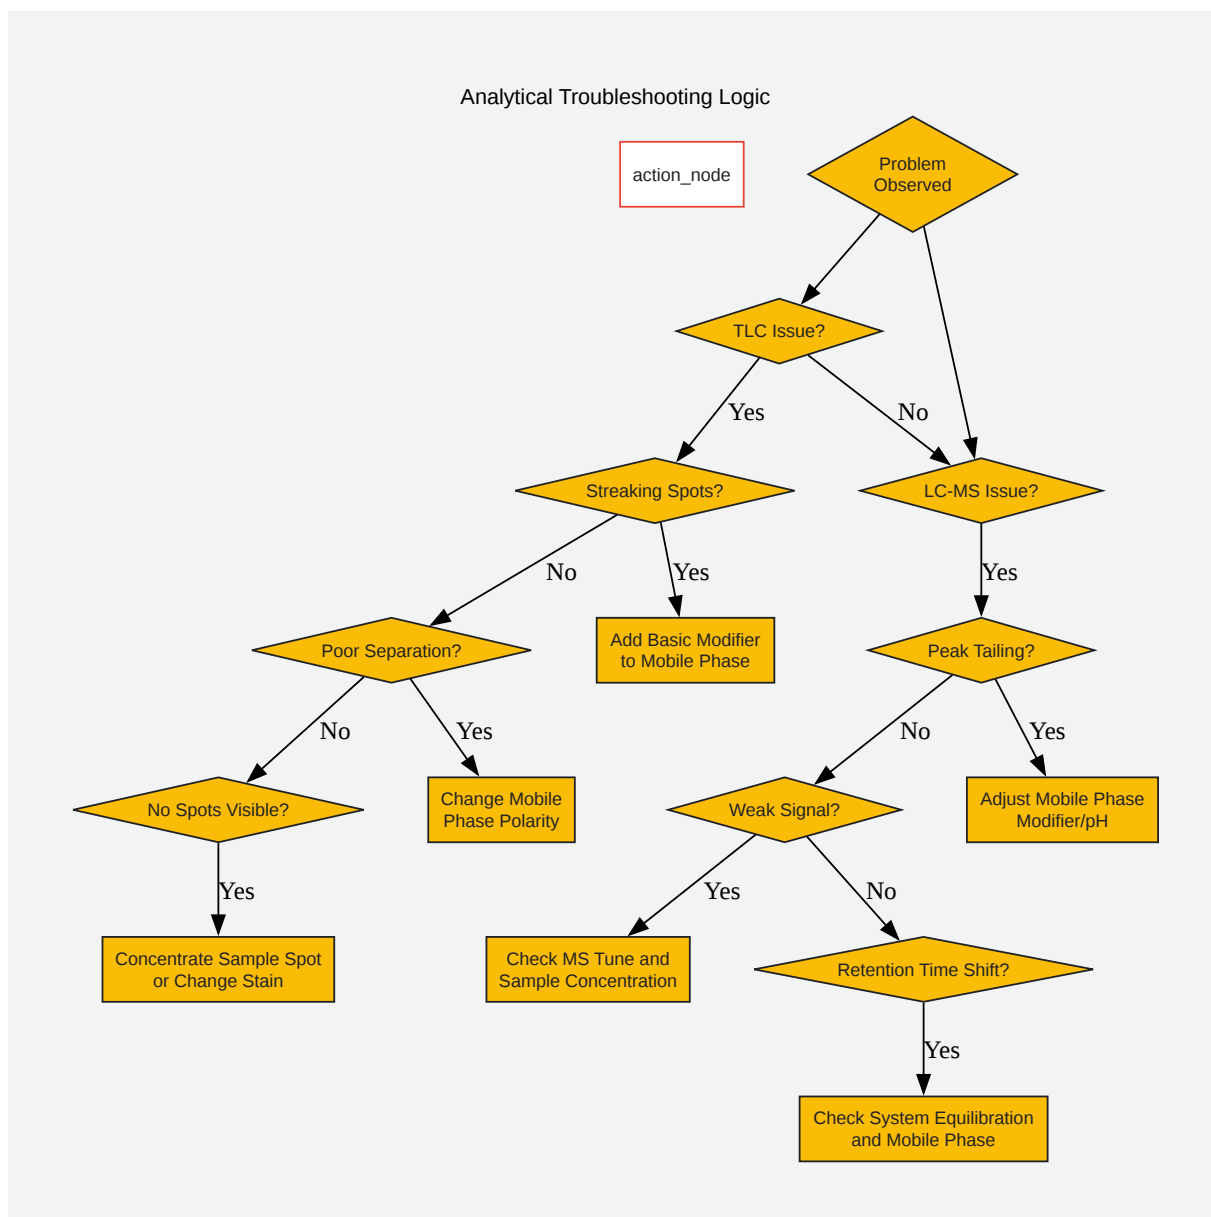 Analytical Troubleshooting Logic
action_node
Problem
Observed
TLC Issue?
Yes
No
Streaking Spots?
LC-MS Issue?
No
Yes
Yes
Poor Separation?
Add Basic Modifier
to Mobile Phase
Peak Tailing?
No
Yes
No
Yes
No Spots Visible?
Change Mobile
Phase Polarity
Weak Signal?
Adjust Mobile Phase
Modifier/pH
Yes
Yes
No
Concentrate Sample Spot
or Change Stain
Check MS Tune and
Sample Concentration
Retention Time Shift?
Yes
Check System Equilibration
and Mobile Phase